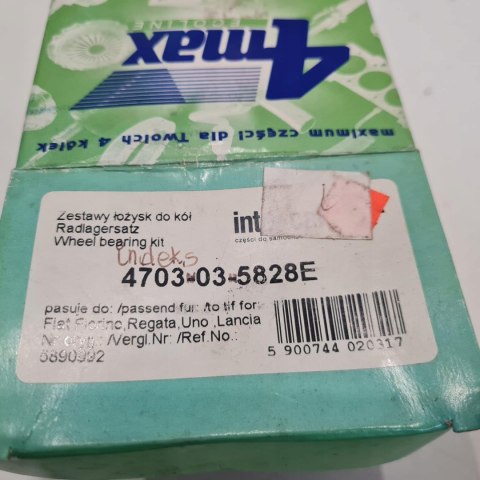 4max
ECOLINE
maximum części dla Twoich 4 kółek
Zestawy łożysk do kół
Radlagersatz
Wheel bearing kit
części do samoch
indeks
4703-03-5828E
pasuje do: /passend für: /to fit for:
Fiat Fiorino,Regata,Uno ,Lancia
/Vergl.Nr: /Ref.No.:
5890992
5 900744 020317